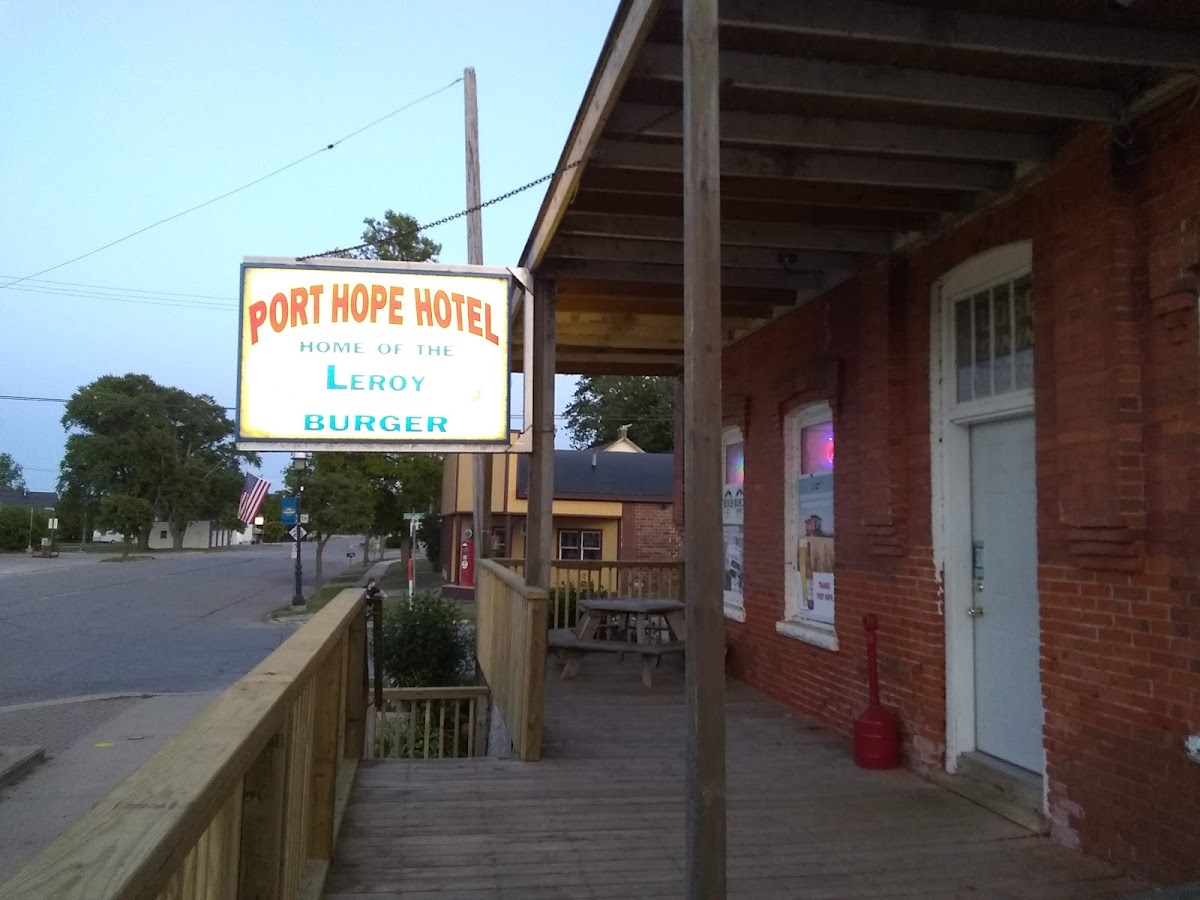 PORT HOPE HOTEL
HOME OF THE
LEROY
BURGER